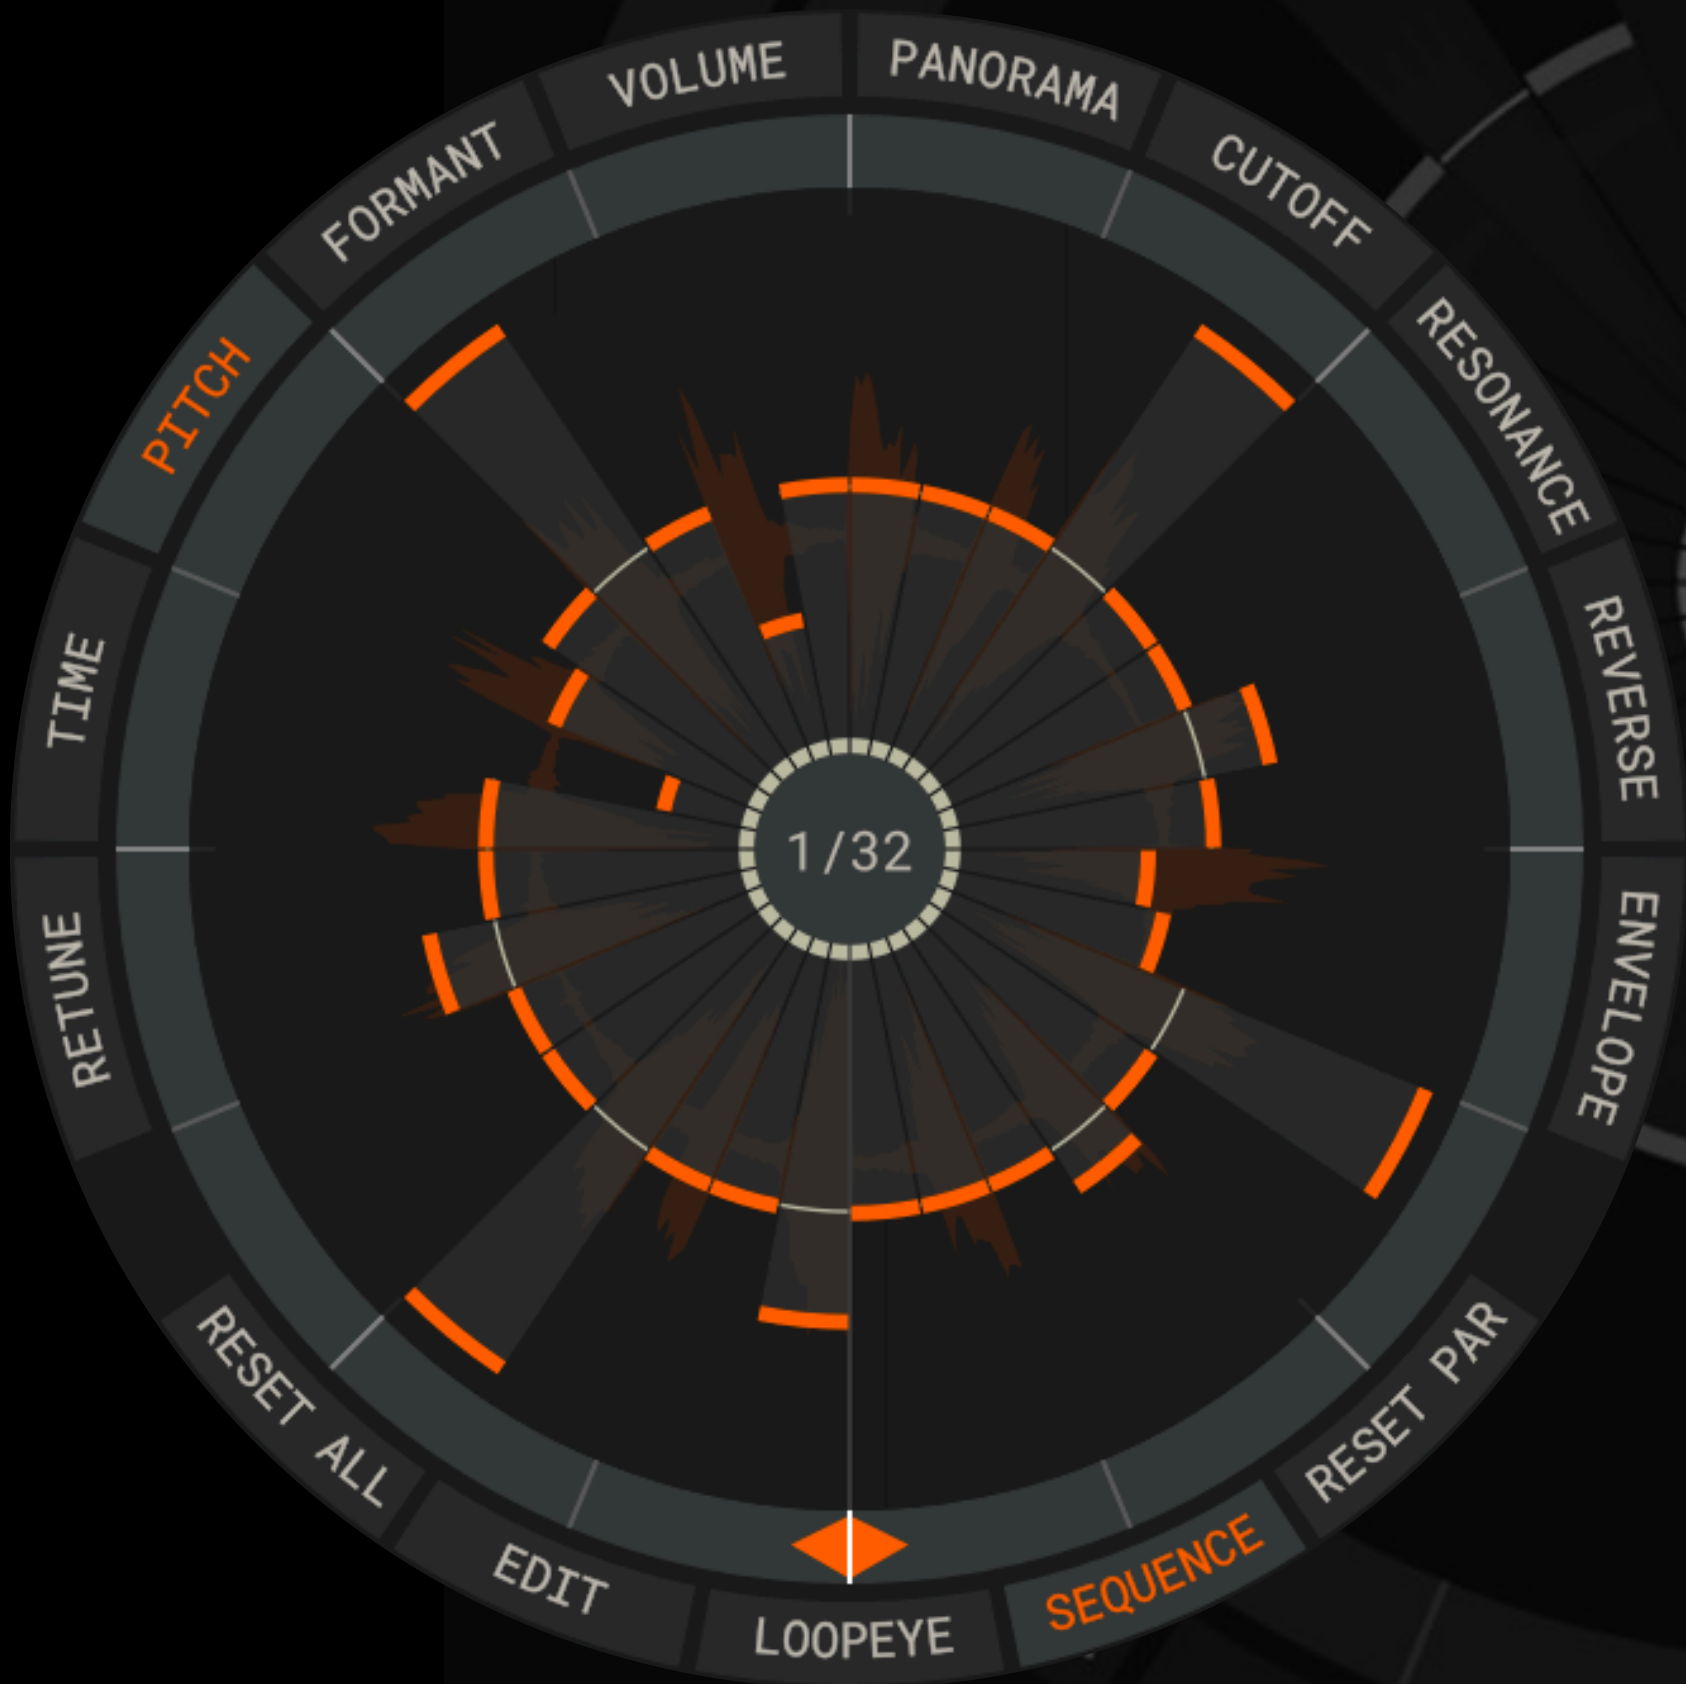 VOLUME
PANORAMA
CUTOFF
RESONANCE
REVERSE
ENVELOPE
RESET PAR
SEQUENCE
LOOPEYE
EDIT
RESET ALL
RETUNE
TIME
PITCH
FORMANT
1/32